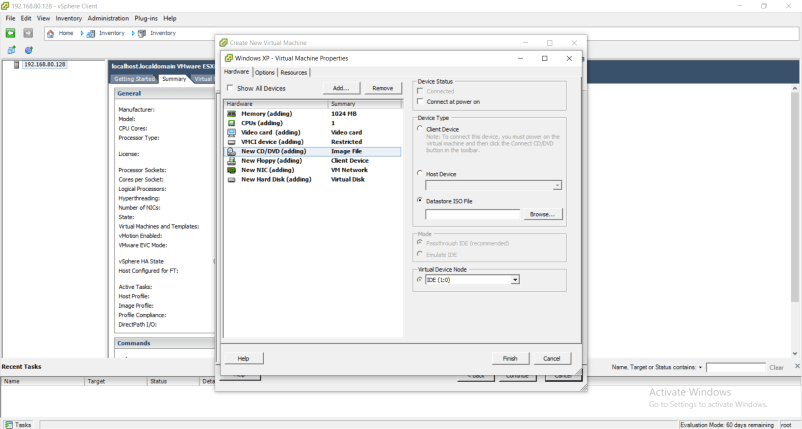 192.168.80.128 - vSphere Client
File Edit View Inventory Administration Plug-ins Help
Home Inventory Inventory
192.168.80.128
localhost.localdomain VMware ESX
Getting Started Summary Virtual
General
Manufacturer:
Model:
CPU Cores:
Processor Type:
License:
Processor Sockets:
Cores per Socket:
Logical Processors:
Hyperthreading:
Number of NICs:
State:
Virtual Machines and Templates:
vMotion Enabled:
VMware EVC Mode:
vSphere HA State
Host Configured for FT:
Active Tasks:
Host Profile:
Image Profile:
Profile Compliance:
DirectPath I/O:
Commands
Create New Virtual Machine
Windows XP - Virtual Machine Properties
Hardware Options Resources
Show All Devices Add... Remove
Hardware Summary
Memory (adding) 1024 MB
CPUs (adding) 1
Video card (adding) Video card
VMCI device (adding) Restricted
New CD/DVD (adding) Image File
New Floppy (adding) Client Device
New NIC (adding) VM Network
New Hard Disk (adding) Virtual Disk
Device Status
Connected
Connect at power on
Device Type
Client Device
Note: To connect this device, you must power on the
virtual machine and then click the Connect CD/DVD
button in the toolbar.
Host Device
Datastore ISO File
Browse...
Mode
Passthrough IDE (recommended)
Emulate IDE
Virtual Device Node
IDE (1:0)
Help Finish Cancel
Help < Back Continue Cancel
Recent Tasks
Name, Target or Status contains: Clear
Name Target Status Deta
Activate Windows
Go to Settings to activate Windows.
Tasks Evaluation Mode: 60 days remaining root